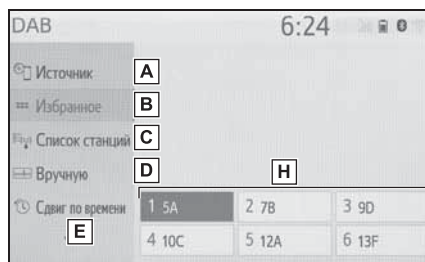 DAB 6:24
Источник A
Избранное B
Список станций C
Вручную D
H
Сдвиг по времени
E
1 5A 2 7B 3 9D
4 10C 5 12A 6 13F